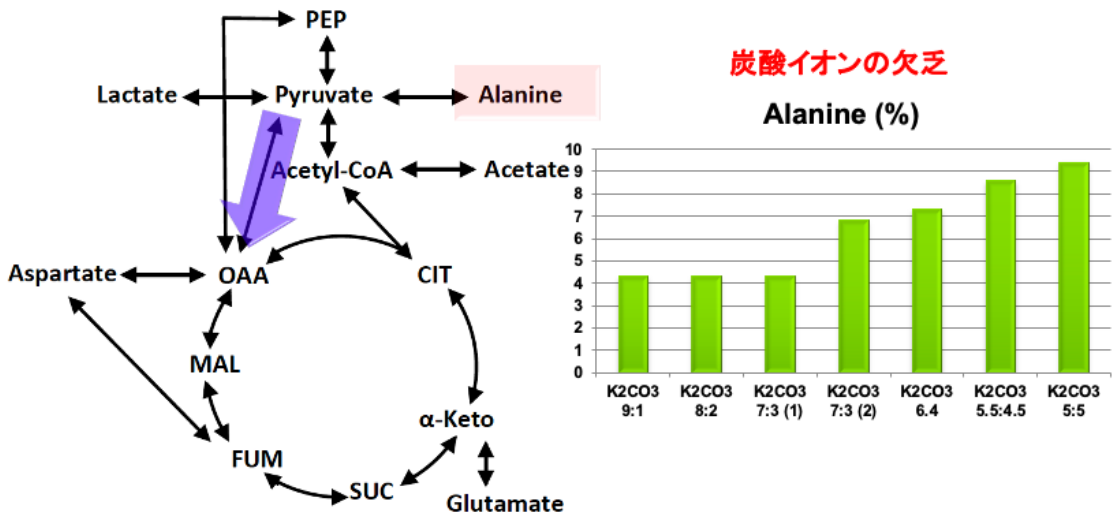 PEP
Lactate
Pyruvate
Alanine
Acetyl-CoA
Acetate
Aspartate
OAA
CIT
MAL
α-Keto
FUM
SUC
Glutamate
炭酸イオンの欠乏
Alanine (%)
10
9
8
7
6
5
4
3
2
1
0
K2CO3
9:1
K2CO3
8:2
K2CO3
7:3 (1)
K2CO3
7:3 (2)
K2CO3
6.4
K2CO3
5.5:4.5
K2CO3
5:5